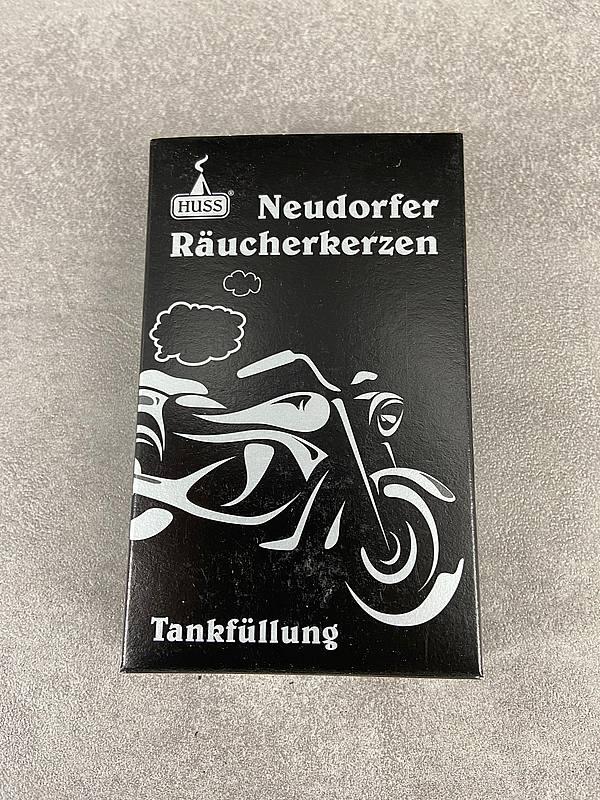 HUSS®
Neudorfer
Räucherkerzen
Tankfüllung